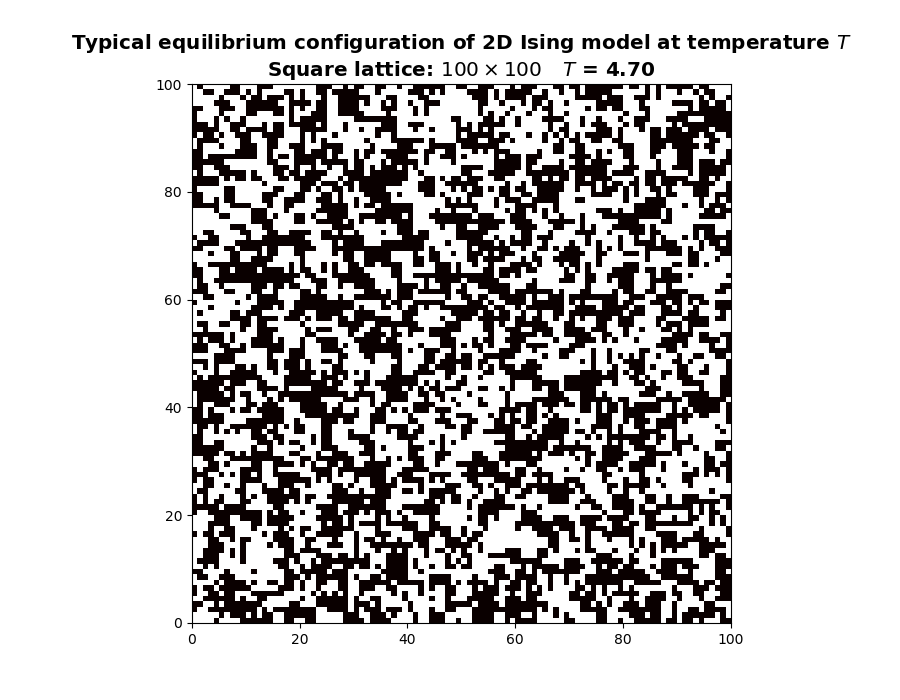 Typical equilibrium configuration of 2D Ising model at temperature T
Square lattice: 100 × 100 T = 4.70
100
80
60
40
20
0
0 20 40 60 80 100